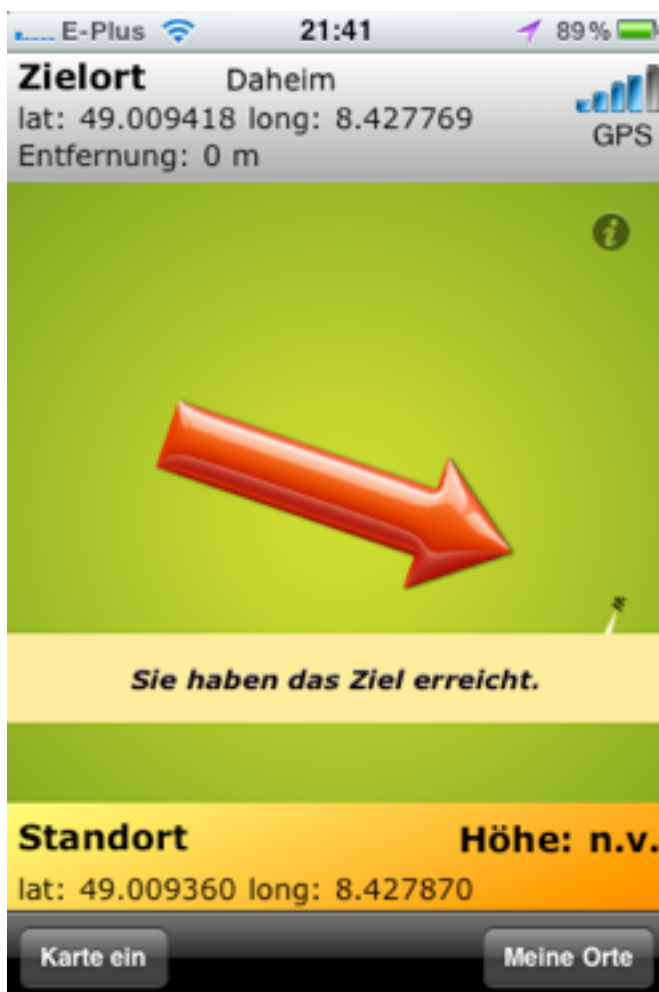 E-Plus 21:41 89%
Zielort Daheim
lat: 49.009418 long: 8.427769
GPS
Entfernung: 0 m
i
N
Sie haben das Ziel erreicht.
Standort Höhe: n.v.
lat: 49.009360 long: 8.427870
Karte ein Meine Orte